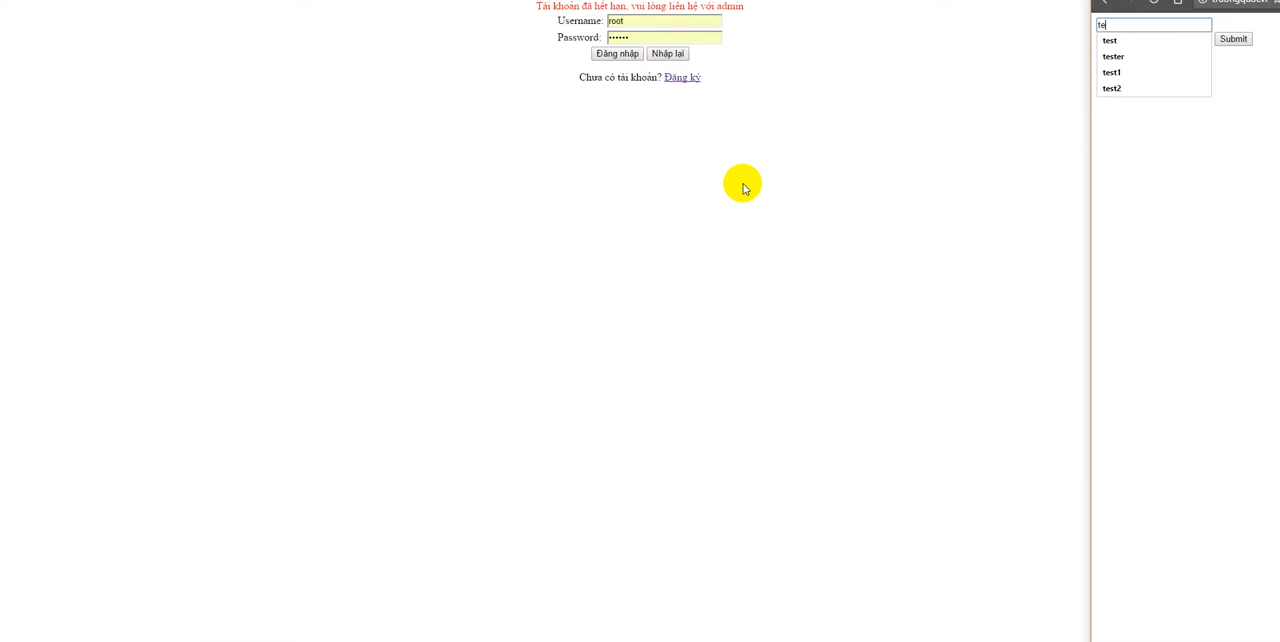 Tài khoản đã hết hạn, vui lòng liên hệ với admin
Username: root
Password: ••••••
Đăng nhập Nhập lại
Chưa có tài khoản? Đăng ký
te
test
tester
test1
test2
Submit